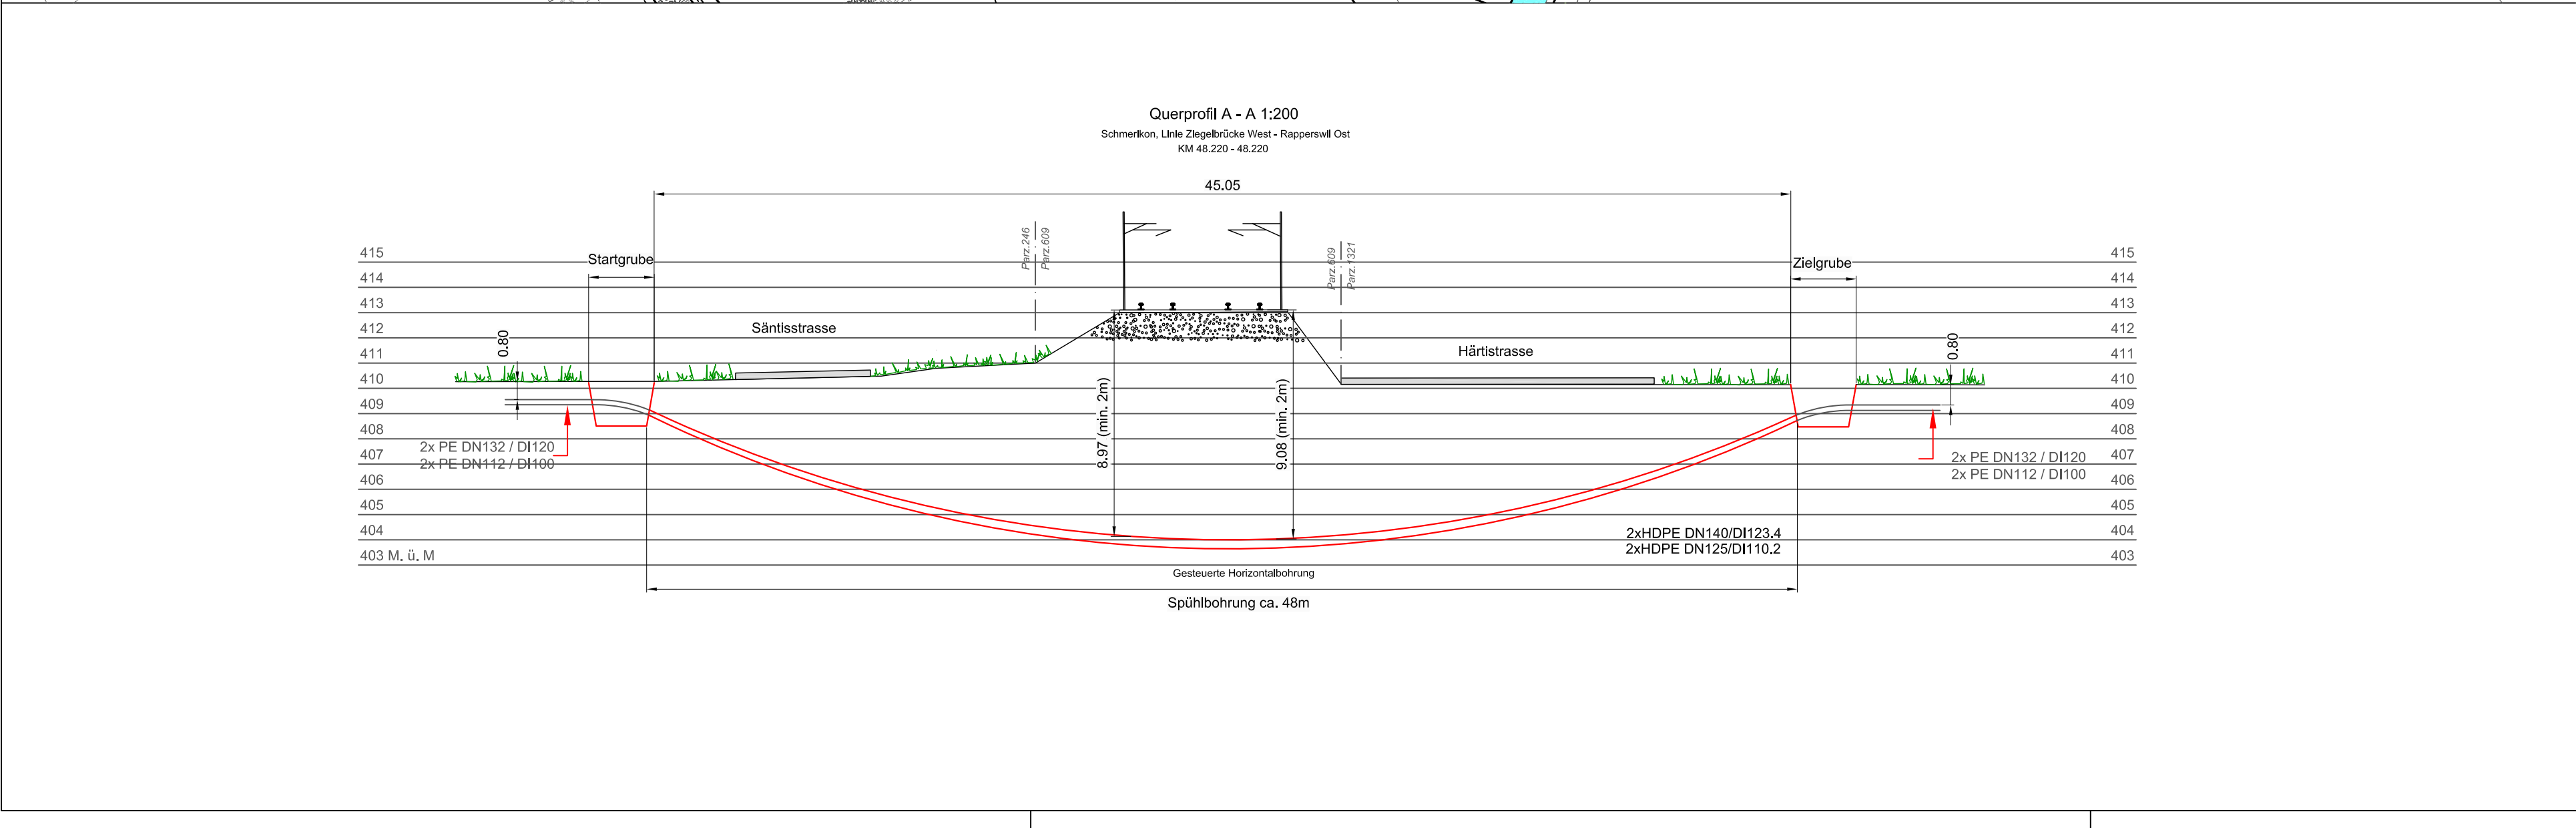 Querprofil A - A 1:200
Schmerikon, Linie Ziegelbrücke West - Rapperswil Ost
KM 48.220 - 48.220
45.05
Parz.246
Parz.609
Parz.609
Parz.1321
415
415
Startgrube
Zielgrube
414
414
413
413
412
Säntisstrasse
412
0.80
0.80
411
Härtistrasse
411
410
410
409
409
408
408
8.97 (min. 2m)
9.08 (min. 2m)
2x PE DN132 / DI120
2x PE DN112 / DI100
407
2x PE DN132 / DI120
2x PE DN112 / DI100
407
406
406
405
405
404
2xHDPE DN140/DI123.4
2xHDPE DN125/DI110.2
404
403 M. ü. M
403
Gesteuerte Horizontalbohrung
Spühlbohrung ca. 48m